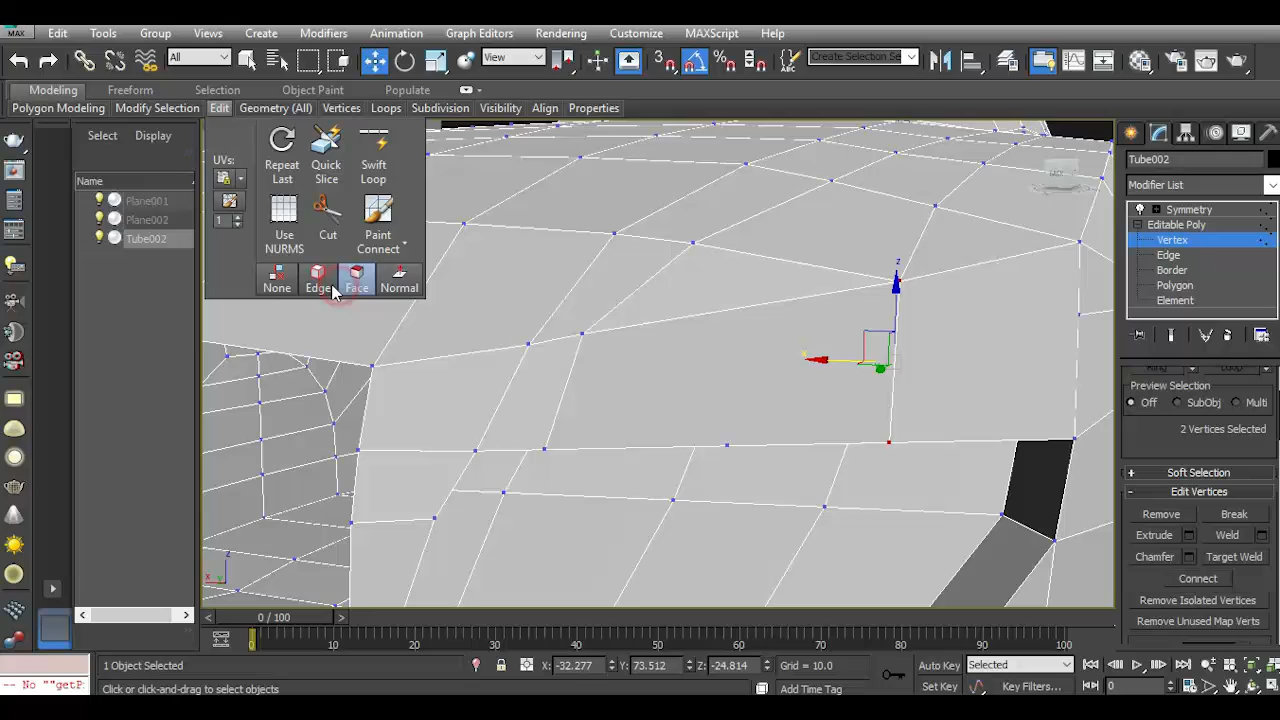 MAX Edit Tools Group Views Create Modifiers Animation Graph Editors Rendering Customize MAXScript Help
All View Create Selection Se
Modeling Freeform Selection Object Paint Populate
Polygon Modeling Modify Selection Edit Geometry (All) Vertices Loops Subdivision Visibility Align Properties
Select Display
Name
Plane001
Plane002
Tube002
UVs:
1
Repeat Last
Quick Slice
Swift Loop
Use NURMS
Cut
Paint Connect
None Edge Face Normal
z
x
Tube002
Modifier List
Symmetry
Editable Poly
Vertex
Edge
Border
Polygon
Element
Preview Selection
Off SubObj Multi
2 Vertices Selected
Soft Selection
Edit Vertices
Remove Break
Extrude Weld
Chamfer Target Weld
Connect
Remove Isolated Vertices
Remove Unused Map Verts
z
x y
0 / 100
0 10 20 30 40 50 60 70 80 90 100
1 Object Selected X: -32.277 Y: 73.512 Z: -24.814 Grid = 10.0 Auto Key Selected
-- No ""getP
Click or click-and-drag to select objects Add Time Tag Set Key Key Filters... 0